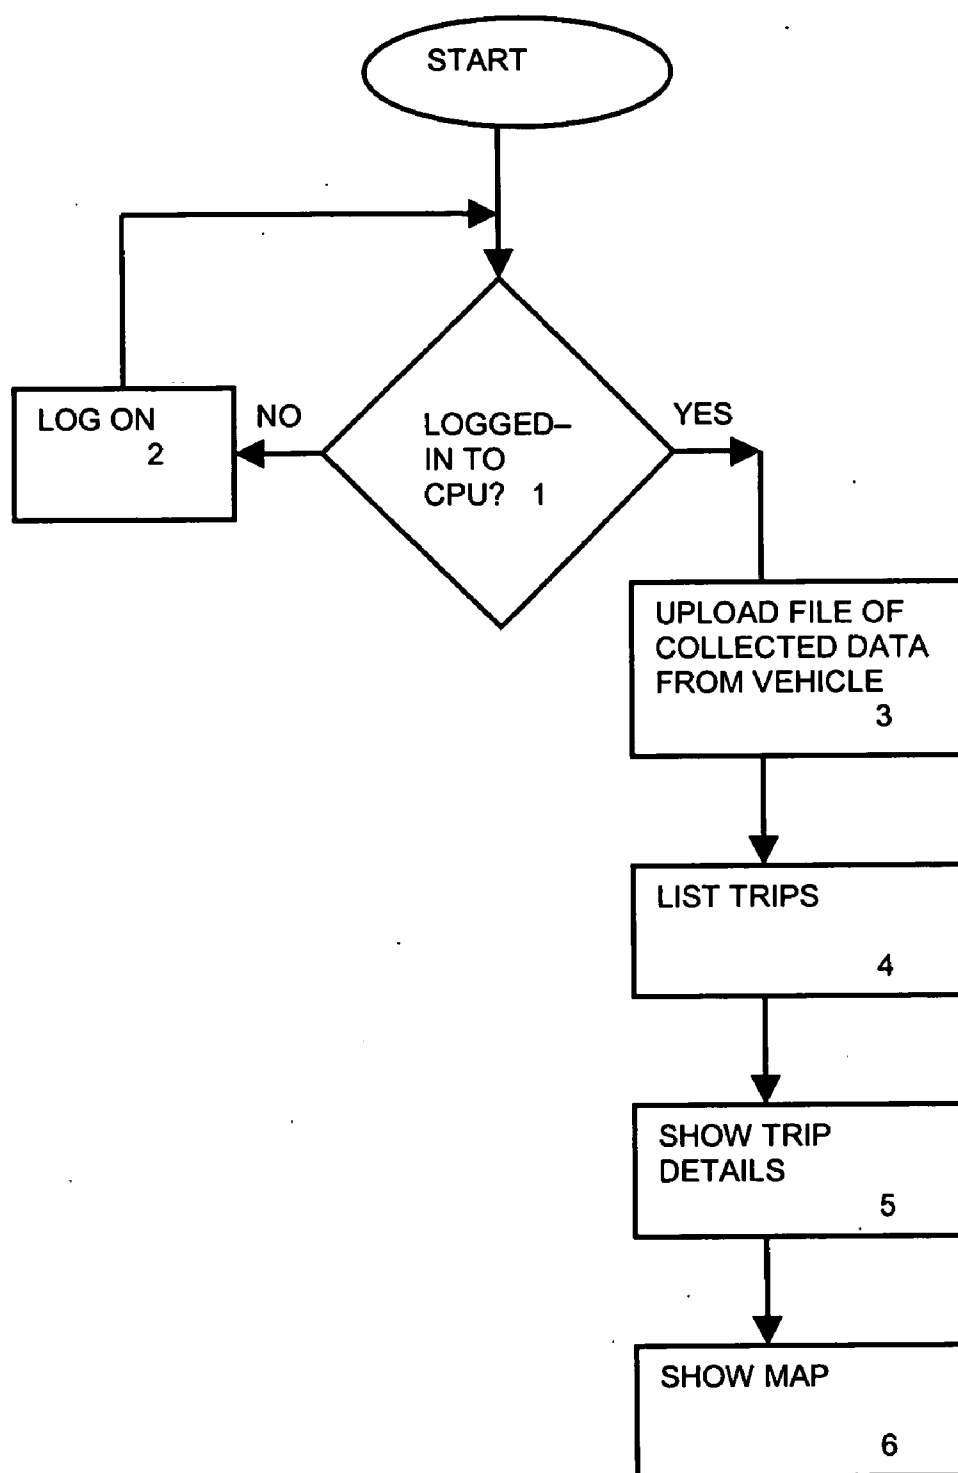 START
LOGGED–
IN TO
CPU? 1
NO
LOG ON
2
YES
UPLOAD FILE OF
COLLECTED DATA
FROM VEHICLE
3
LIST TRIPS
4
SHOW TRIP
DETAILS
5
SHOW MAP
6